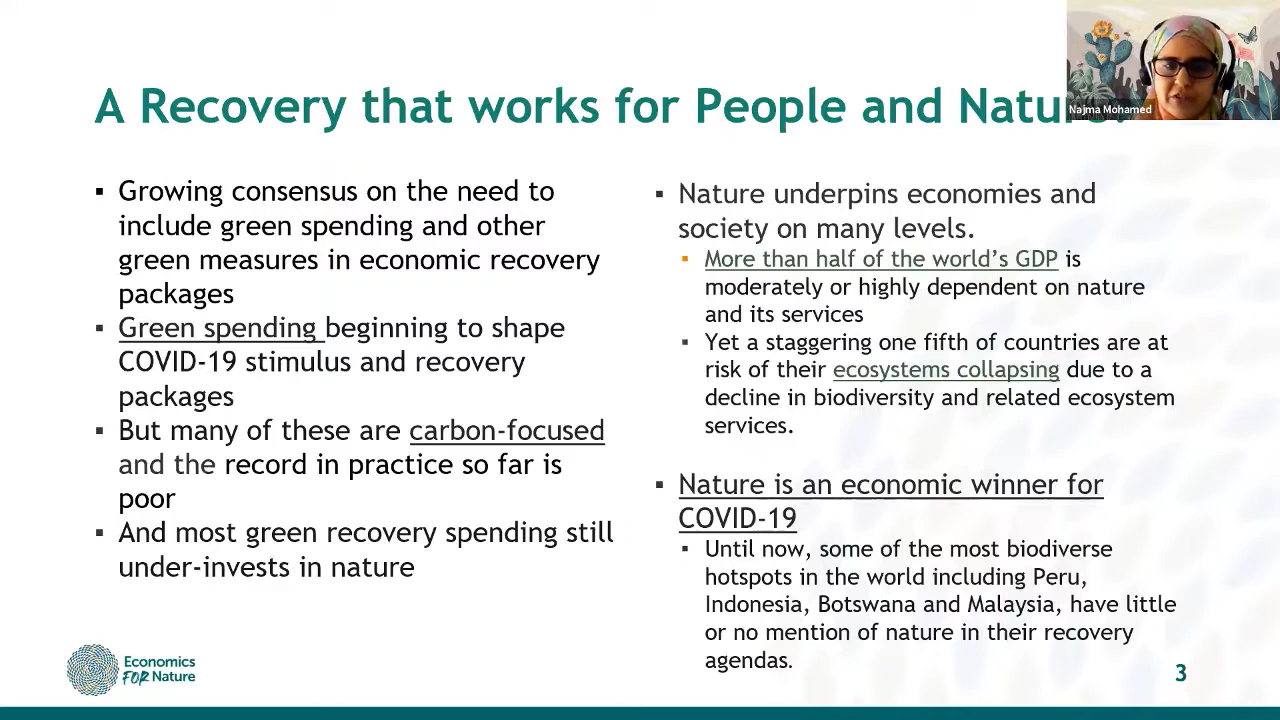 A Recovery that works for People and Nature.
Najma Mohamed
▪ Growing consensus on the need to
include green spending and other
green measures in economic recovery
packages
▪ Green spending beginning to shape
COVID-19 stimulus and recovery
packages
▪ But many of these are carbon-focused
and the record in practice so far is
poor
▪ And most green recovery spending still
under-invests in nature
▪ Nature underpins economies and
society on many levels.
▪ More than half of the world's GDP is
moderately or highly dependent on nature
and its services
▪ Yet a staggering one fifth of countries are at
risk of their ecosystems collapsing due to a
decline in biodiversity and related ecosystem
services.
▪ Nature is an economic winner for
COVID-19
▪ Until now, some of the most biodiverse
hotspots in the world including Peru,
Indonesia, Botswana and Malaysia, have little
or no mention of nature in their recovery
agendas.
Economics
FOR Nature
3